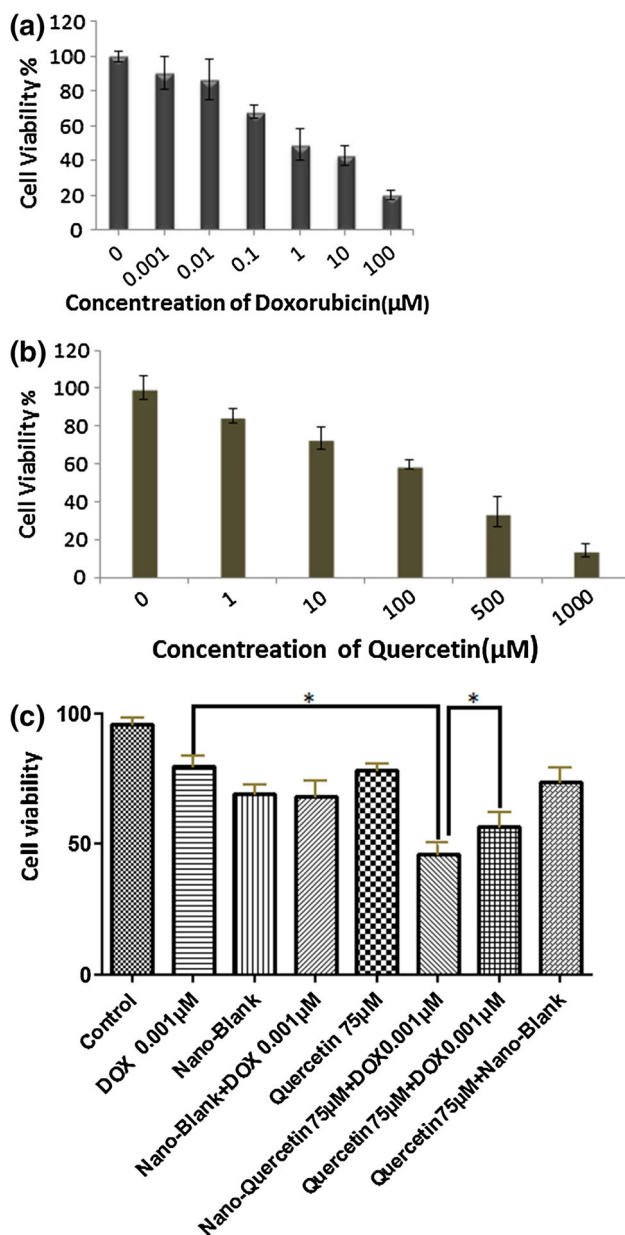 (a)
120
100
80
60
40
20
0
Cell Viability %
0 0.001 0.01 0.1 1 10 100
Concentreation of Doxorubicin(µM)
(b)
120
100
80
60
40
20
0
Cell Viability %
0 1 10 100 500 1000
Concentreation of Quercetin(µM)
(c)
100
50
0
Cell viability
* *
Control
DOX 0.001µM
Nano-Blank
Nano-Blank+DOX 0.001µM
Quercetin 75µM
Nano-Quercetin75µM+DOX0.001µM
Quercetin75µM+DOX0.001µM
Quercetin75µM+Nano-Blank